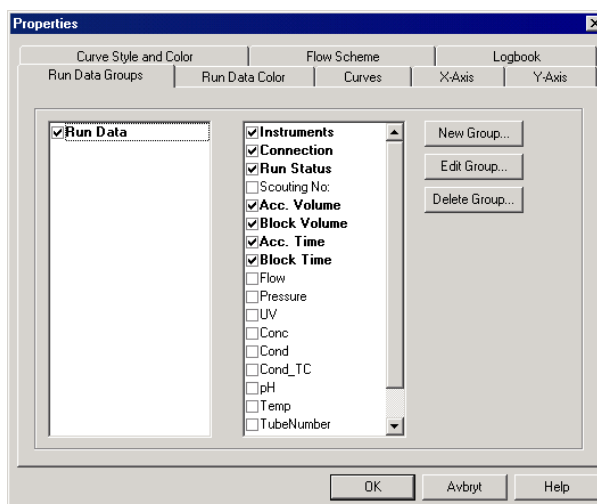 Properties
Curve Style and Color Flow Scheme Logbook
Run Data Groups Run Data Color Curves X-Axis Y-Axis
Run Data
Instruments
Connection
Run Status
Scouting No:
Acc. Volume
Block Volume
Acc. Time
Block Time
Flow
Pressure
UV
Conc
Cond
Cond_TC
pH
Temp
TubeNumber
New Group...
Edit Group...
Delete Group...
OK Avbryt Help